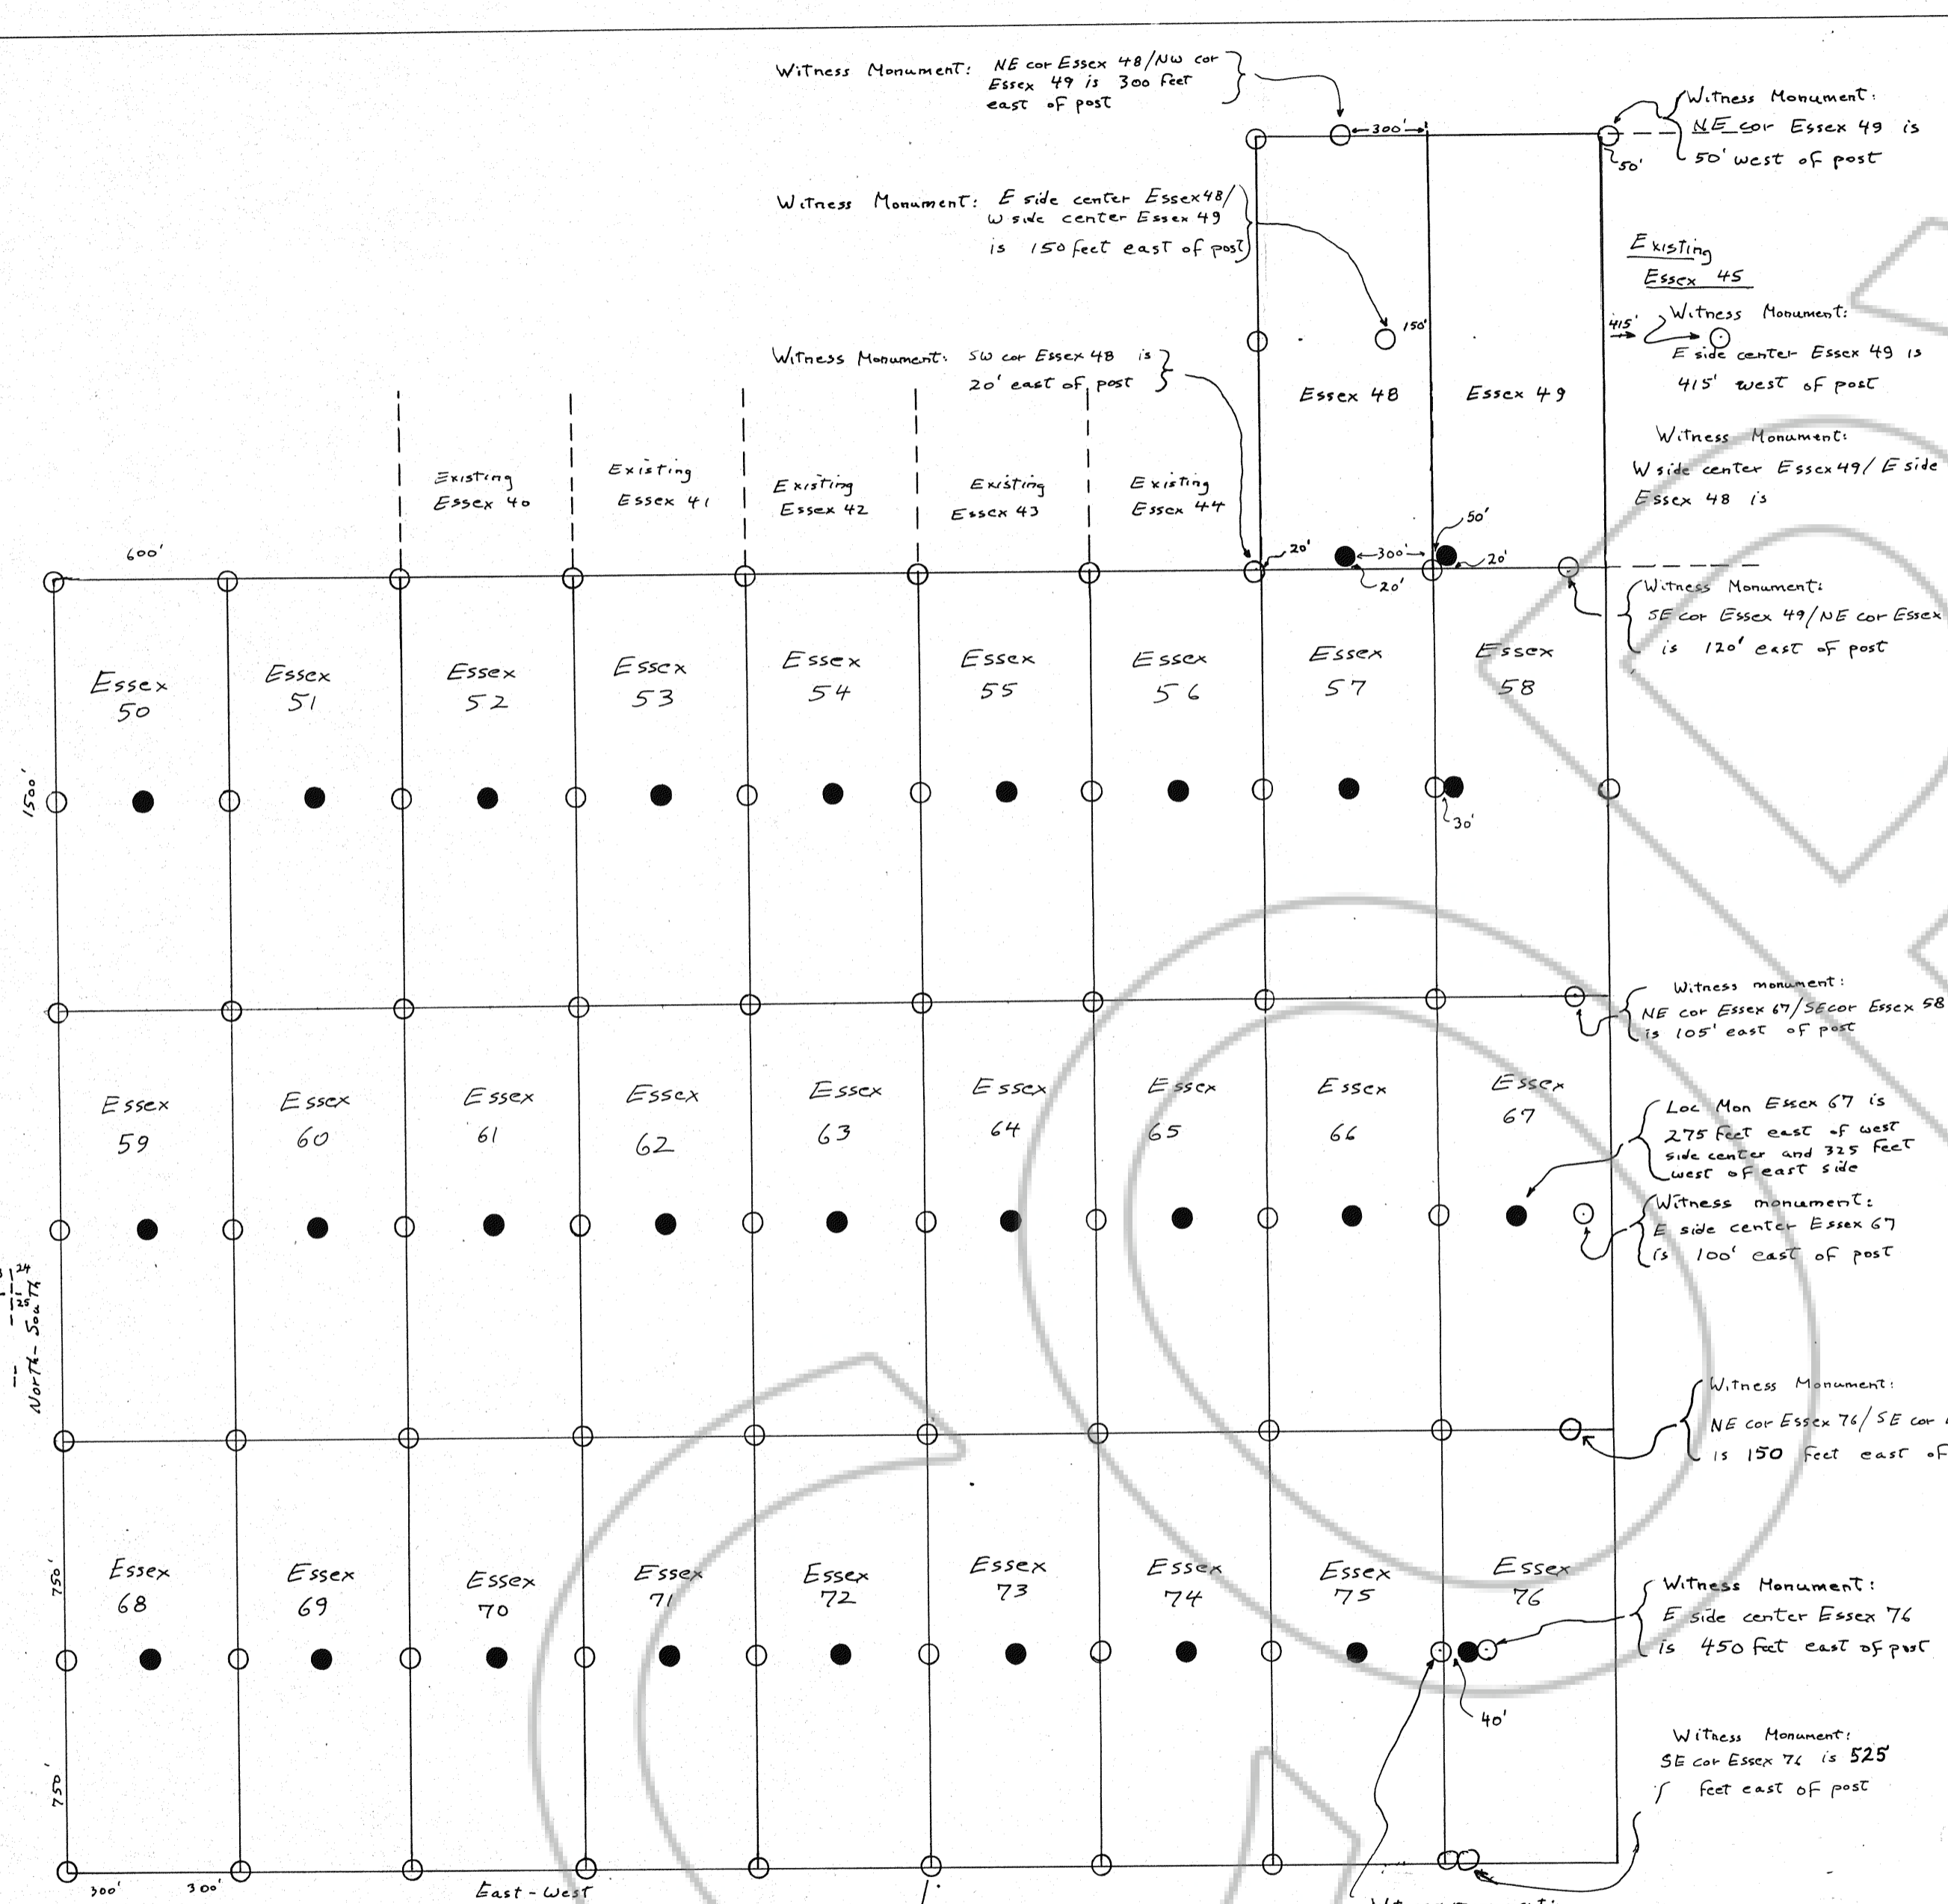 Witness Monument: NE cor Essex 48/NW cor
Essex 49 is 300 feet
east of post
300'
Witness Monument:
NE cor Essex 49 is
50' west of post
50'
Witness Monument: E side center Essex48/
W side center Essex 49
is 150 feet east of post
150'
Existing
Essex 45
415'
Witness Monument:
E side center Essex 49 is
415' west of post
Witness Monument: SW cor Essex 48 is
20' east of post
Essex 48
Essex 49
Witness Monument:
W side center Essex49/E side
Essex 48 is
Existing
Essex 40
Existing
Essex 41
Existing
Essex 42
Existing
Essex 43
Existing
Essex 44
50'
20'
300'
20'
20'
600'
Witness Monument:
SE cor Essex 49/NE cor Essex
is 120' east of post
Essex
50
Essex
51
Essex
52
Essex
53
Essex
54
Essex
55
Essex
56
Essex
57
Essex
58
1500'
30'
Witness monument:
NE cor Essex 67/SEcor Essex 58
is 105' east of post
Essex
59
Essex
60
Essex
61
Essex
62
Essex
63
Essex
64
Essex
65
Essex
66
Essex
67
Loc Mon Essex 67 is
275 feet east of west
side center and 325 feet
west of east side
Witness monument:
E side center Essex 67
is 100' east of post
24
25
North-South
Witness Monument:
NE cor Essex 76/SE cor
is 150 feet east of
750'
Essex
68
Essex
69
Essex
70
Essex
71
Essex
72
Essex
73
Essex
74
Essex
75
Essex
76
Witness Monument:
E side center Essex 76
is 450 feet east of post
40'
Witness Monument:
SE cor Essex 76 is 525
feet east of post
750'
300'
300'
East-West